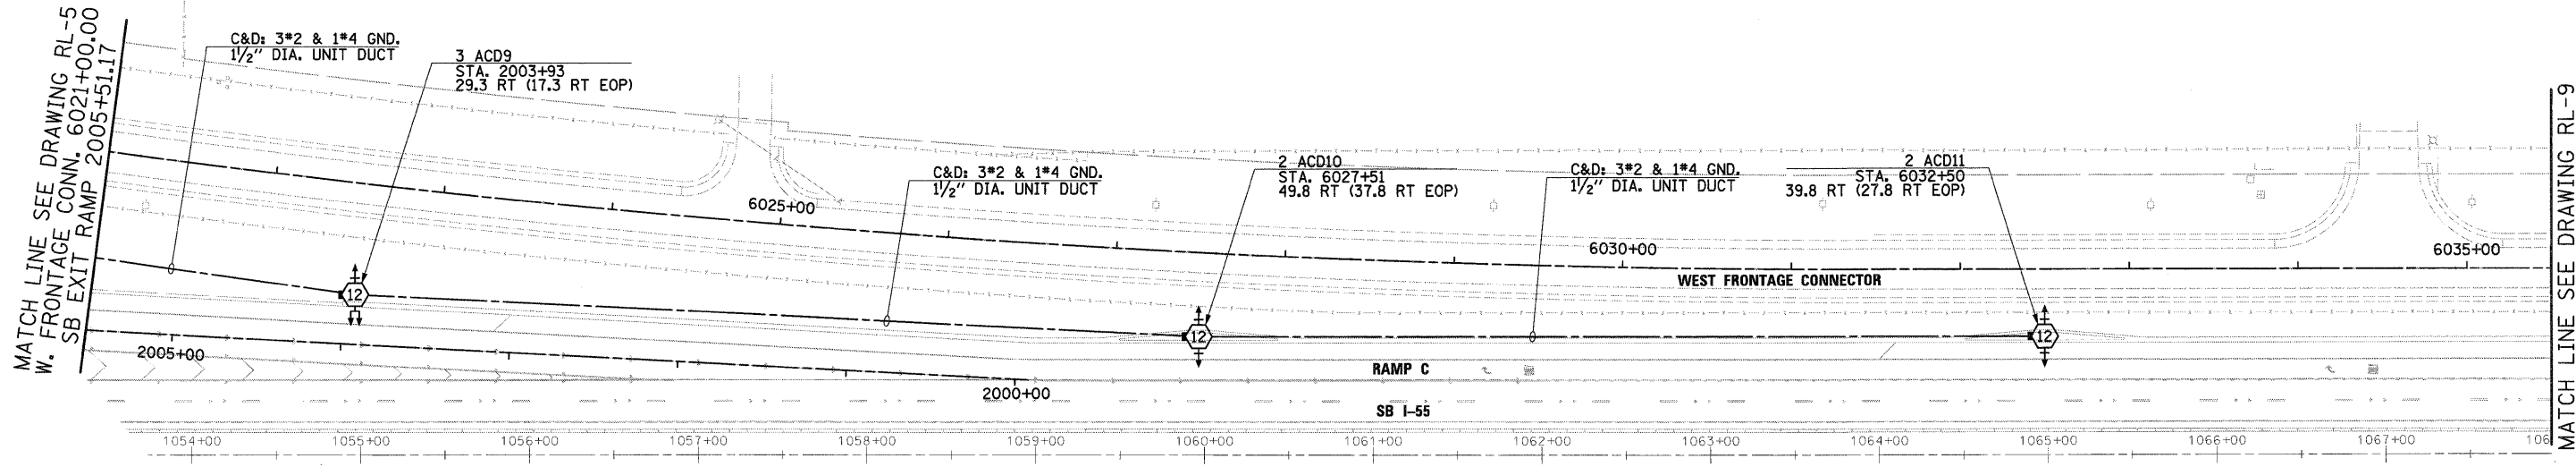 MATCH LINE SEE DRAWING RL-5
W. FRONTAGE CONN. 6021+00.00
SB EXIT RAMP 2005+51.17
C&D: 3#2 & 1#4 GND.
1½" DIA. UNIT DUCT
3 ACD9
STA. 2003+93
29.3 RT (17.3 RT EOP)
6025+00
C&D: 3#2 & 1#4 GND.
1½" DIA. UNIT DUCT
2 ACD10
STA. 6027+51
49.8 RT (37.8 RT EOP)
C&D: 3#2 & 1#4 GND.
1½" DIA. UNIT DUCT
2 ACD11
STA. 6032+50
39.8 RT (27.8 RT EOP)
6030+00
6035+00
WEST FRONTAGE CONNECTOR
12
12
12
2005+00
2000+00
RAMP C
SB I-55
1054+00
1055+00
1056+00
1057+00
1058+00
1059+00
1060+00
1061+00
1062+00
1063+00
1064+00
1065+00
1066+00
1067+00
106
MATCH LINE SEE DRAWING RL-9